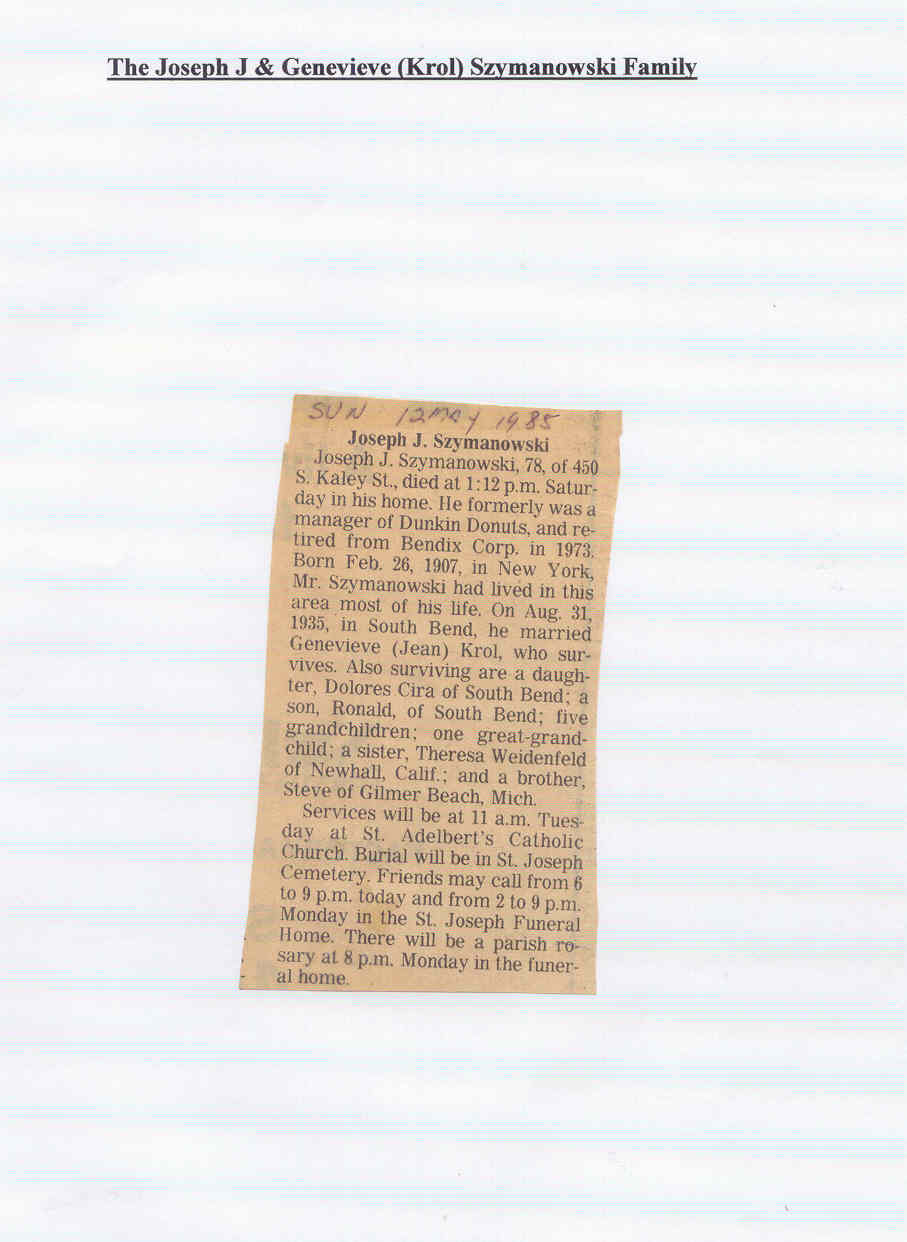 The Joseph J & Genevieve (Krol) Szymanowski Family
SUN 12 MAY 1985
Joseph J. Szymanowski
Joseph J. Szymanowski, 78, of 450
S. Kaley St., died at 1:12 p.m. Satur-
day in his home. He formerly was a
manager of Dunkin Donuts, and re-
tired from Bendix Corp. in 1973.
Born Feb. 26, 1907, in New York,
Mr. Szymanowski had lived in this
area most of his life. On Aug. 31,
1935, in South Bend, he married
Genevieve (Jean) Krol, who sur-
vives. Also surviving are a daugh-
ter, Dolores Cira of South Bend; a
son, Ronald, of South Bend; five
grandchildren; one great-grand-
child; a sister, Theresa Weidenfeld
of Newhall, Calif.; and a brother,
Steve of Gilmer Beach, Mich.
Services will be at 11 a.m. Tues-
day at St. Adelbert's Catholic
Church. Burial will be in St. Joseph
Cemetery. Friends may call from 6
to 9 p.m. today and from 2 to 9 p.m.
Monday in the St. Joseph Funeral
Home. There will be a parish ro-
sary at 8 p.m. Monday in the funer-
al home.